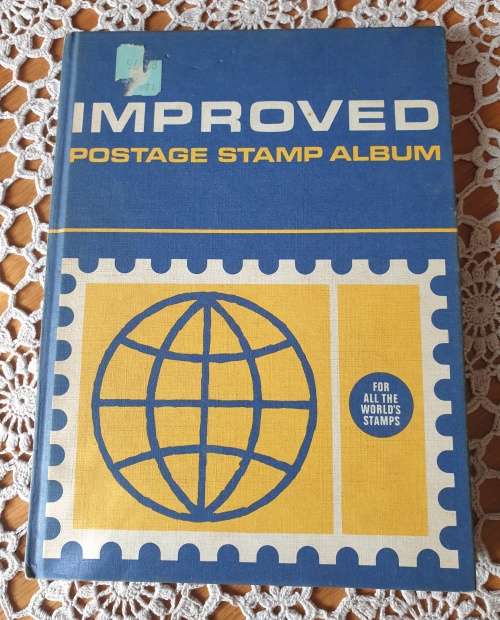 IMPROVED
POSTAGE STAMP ALBUM
FOR
ALL THE
WORLD'S
STAMPS